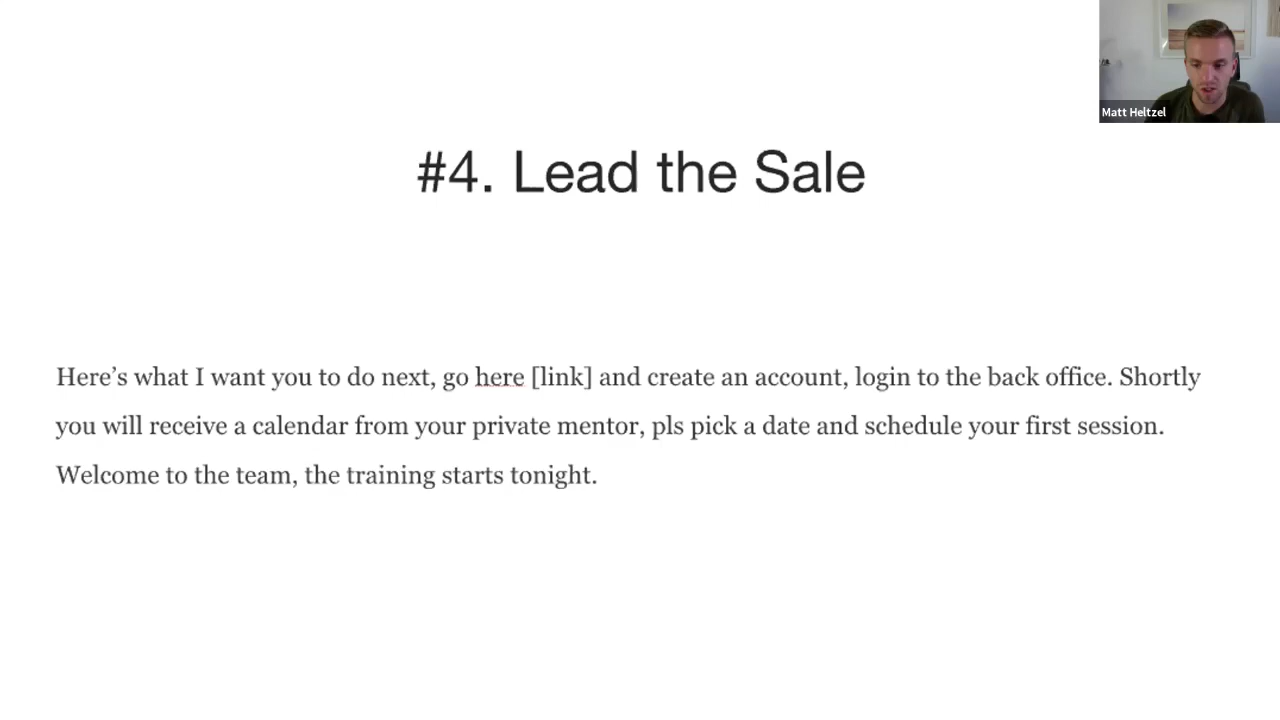 Matt Heltzel
#4. Lead the Sale
Here’s what I want you to do next, go here [link] and create an account, login to the back office. Shortly
you will receive a calendar from your private mentor, pls pick a date and schedule your first session.
Welcome to the team, the training starts tonight.